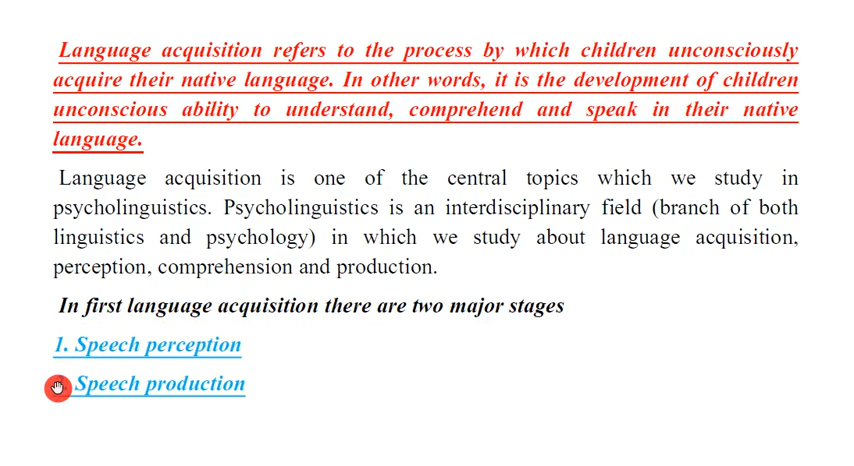 Language acquisition refers to the process by which children unconsciously
acquire their native language. In other words, it is the development of children
unconscious ability to understand, comprehend and speak in their native
language.
Language acquisition is one of the central topics which we study in
psycholinguistics. Psycholinguistics is an interdisciplinary field (branch of both
linguistics and psychology) in which we study about language acquisition,
perception, comprehension and production.
In first language acquisition there are two major stages
1. Speech perception
Speech production